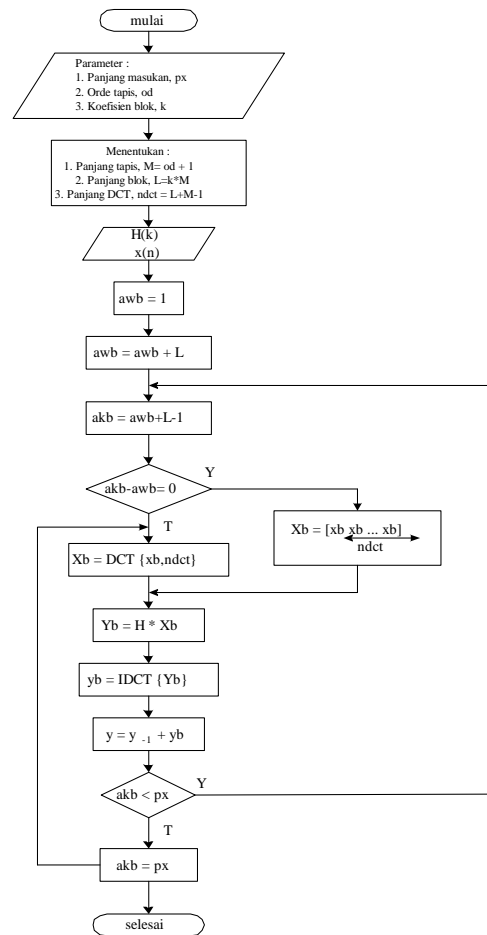 mulai
Parameter :
1. Panjang masukan, px
2. Orde tapis, od
3. Koefisien blok, k
Menentukan :
1. Panjang tapis, M= od + 1
2. Panjang blok, L=k*M
3. Panjang DCT, ndct = L+M-1
H(k)
x(n)
awb = 1
awb = awb + L
akb = awb+L-1
akb-awb= 0
Y
T
Xb = [xb xb ... xb]
ndct
Xb = DCT {xb,ndct}
Yb = H * Xb
yb = IDCT {Yb}
y = y -1 + yb
akb < px
Y
T
akb = px
selesai